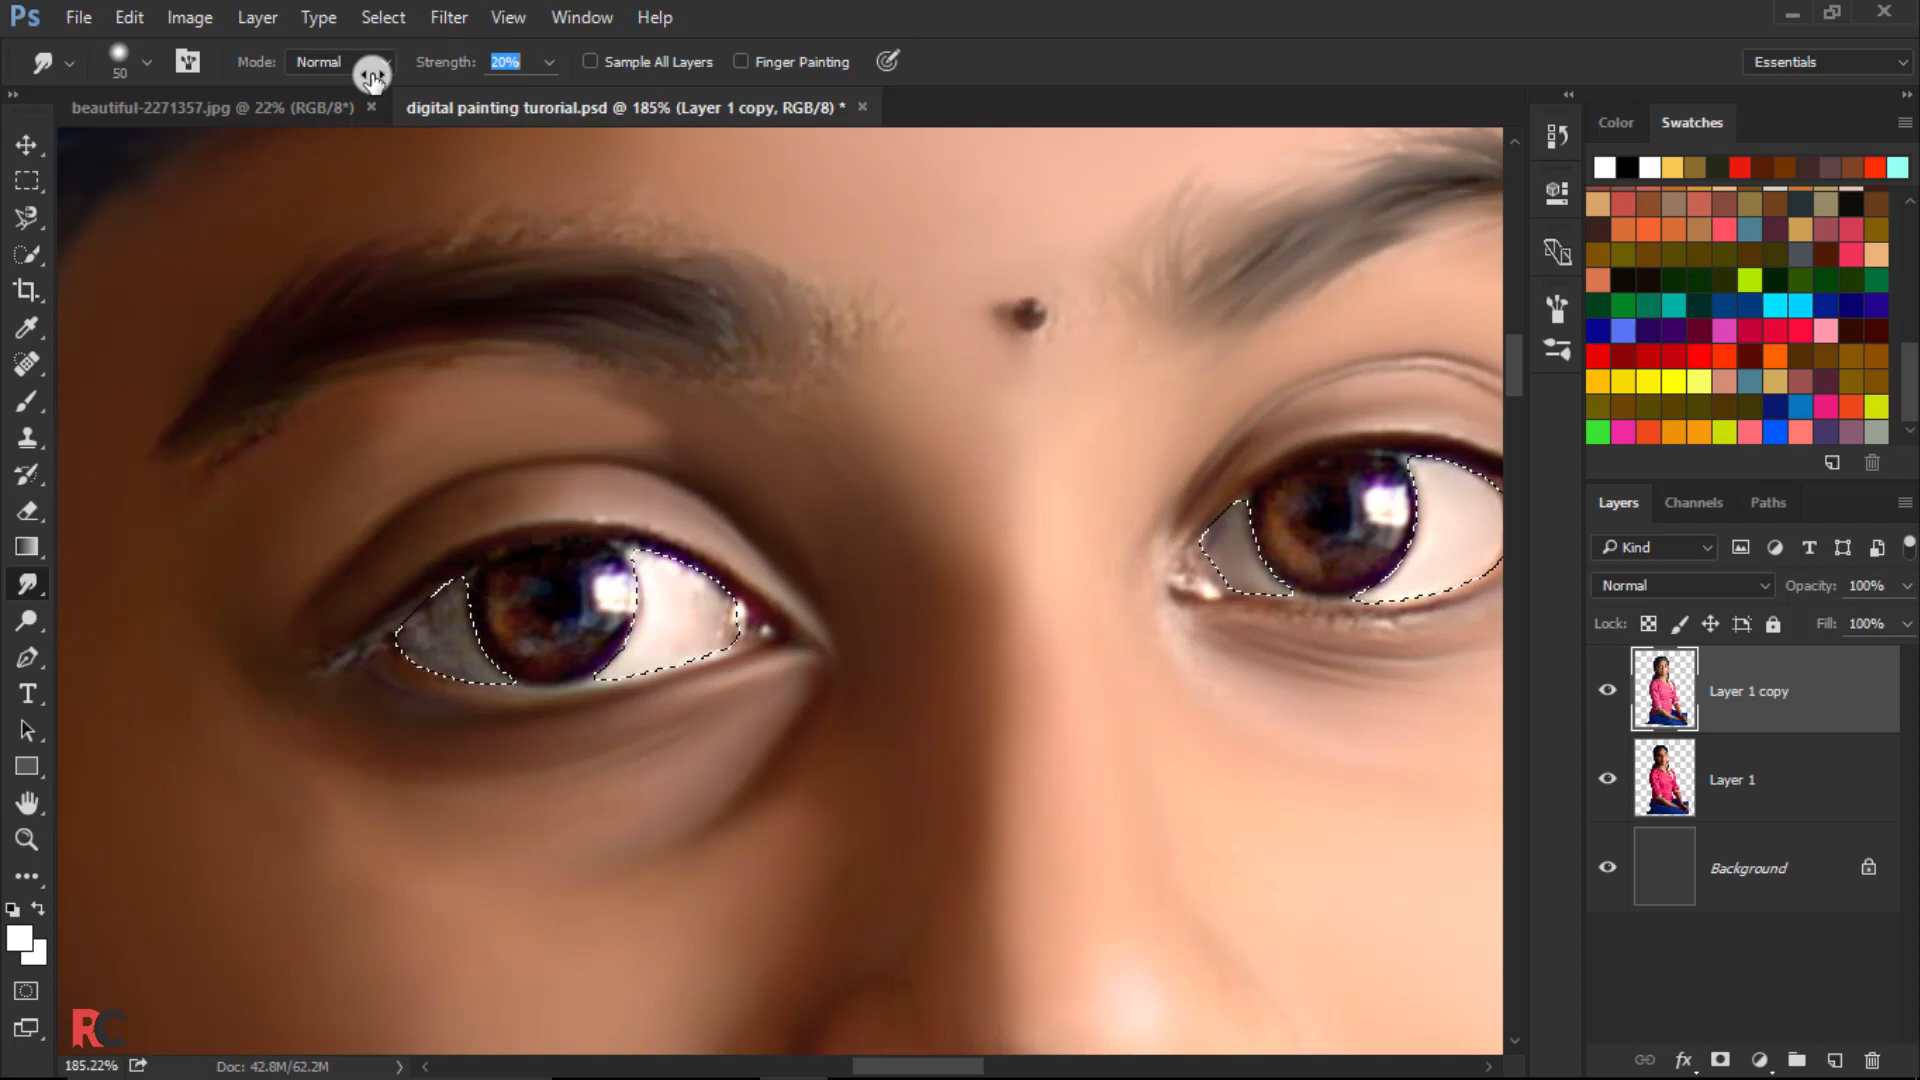 Ps File Edit Image Layer Type Select Filter View Window Help
50 Mode: Normal Strength: 20% Sample All Layers Finger Painting Essentials
beautiful-2271357.jpg @ 22% (RGB/8*) × digital painting turorial.psd @ 185% (Layer 1 copy, RGB/8) * ×
Color Swatches
Layers Channels Paths
Kind
Normal Opacity: 100%
Lock: Fill: 100%
Layer 1 copy
Layer 1
Background
RC
185.22% Doc: 42.8M/62.2M